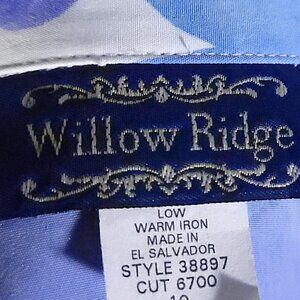 Willow Ridge
LOW
WARM IRON
MADE IN
EL SALVADOR
STYLE 38897
CUT 6700